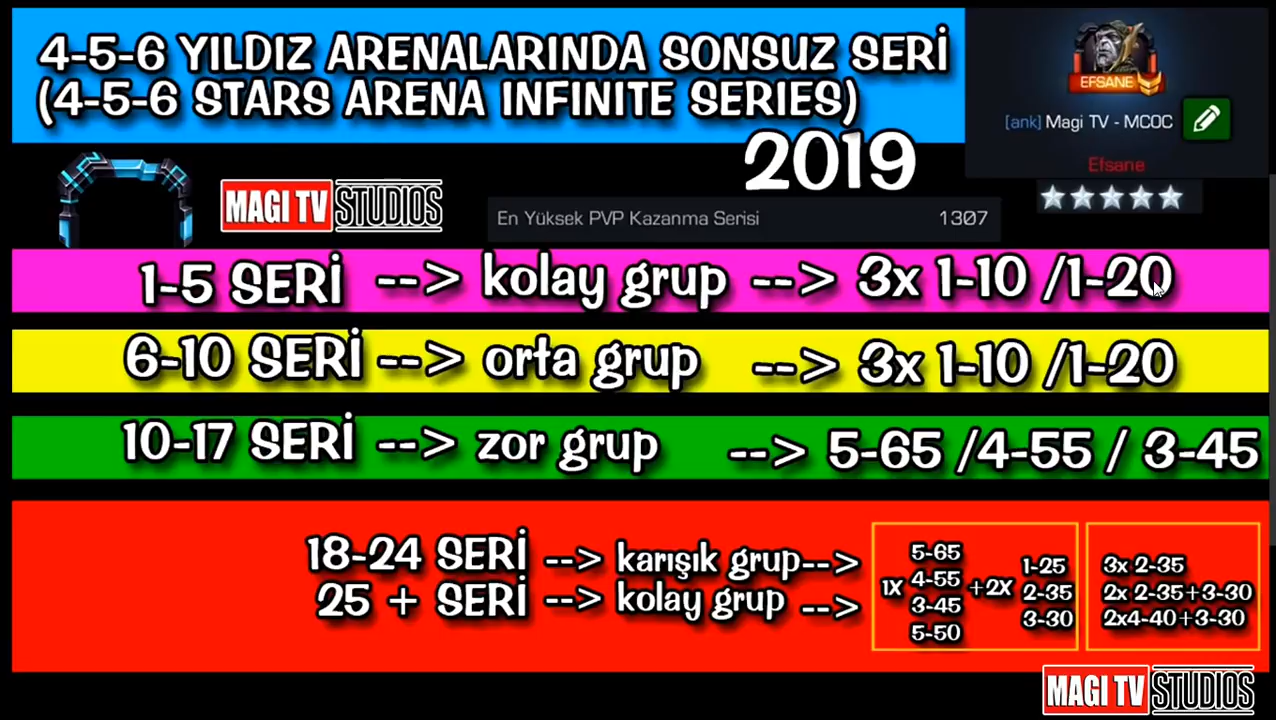 4-5-6 YILDIZ ARENALARINDA SONSUZ SERİ
(4-5-6 STARS ARENA INFINITE SERIES)
EFSANE
[ank] Magi TV - MCOC
Efsane
2019
MAGI TV STUDIOS
En Yüksek PVP Kazanma Serisi 1307
1-5 SERİ --> kolay grup --> 3x 1-10 /1-20
6-10 SERİ --> orta grup --> 3x 1-10 /1-20
10-17 SERİ --> zor grup --> 5-65 /4-55 / 3-45
18-24 SERİ --> karışık grup-->
25 + SERİ --> kolay grup -->
1x
5-65
4-55
3-45
5-50
+2x
1-25
2-35
3-30
3x 2-35
2x 2-35+3-30
2x4-40+3-30
MAGI TV STUDIOS